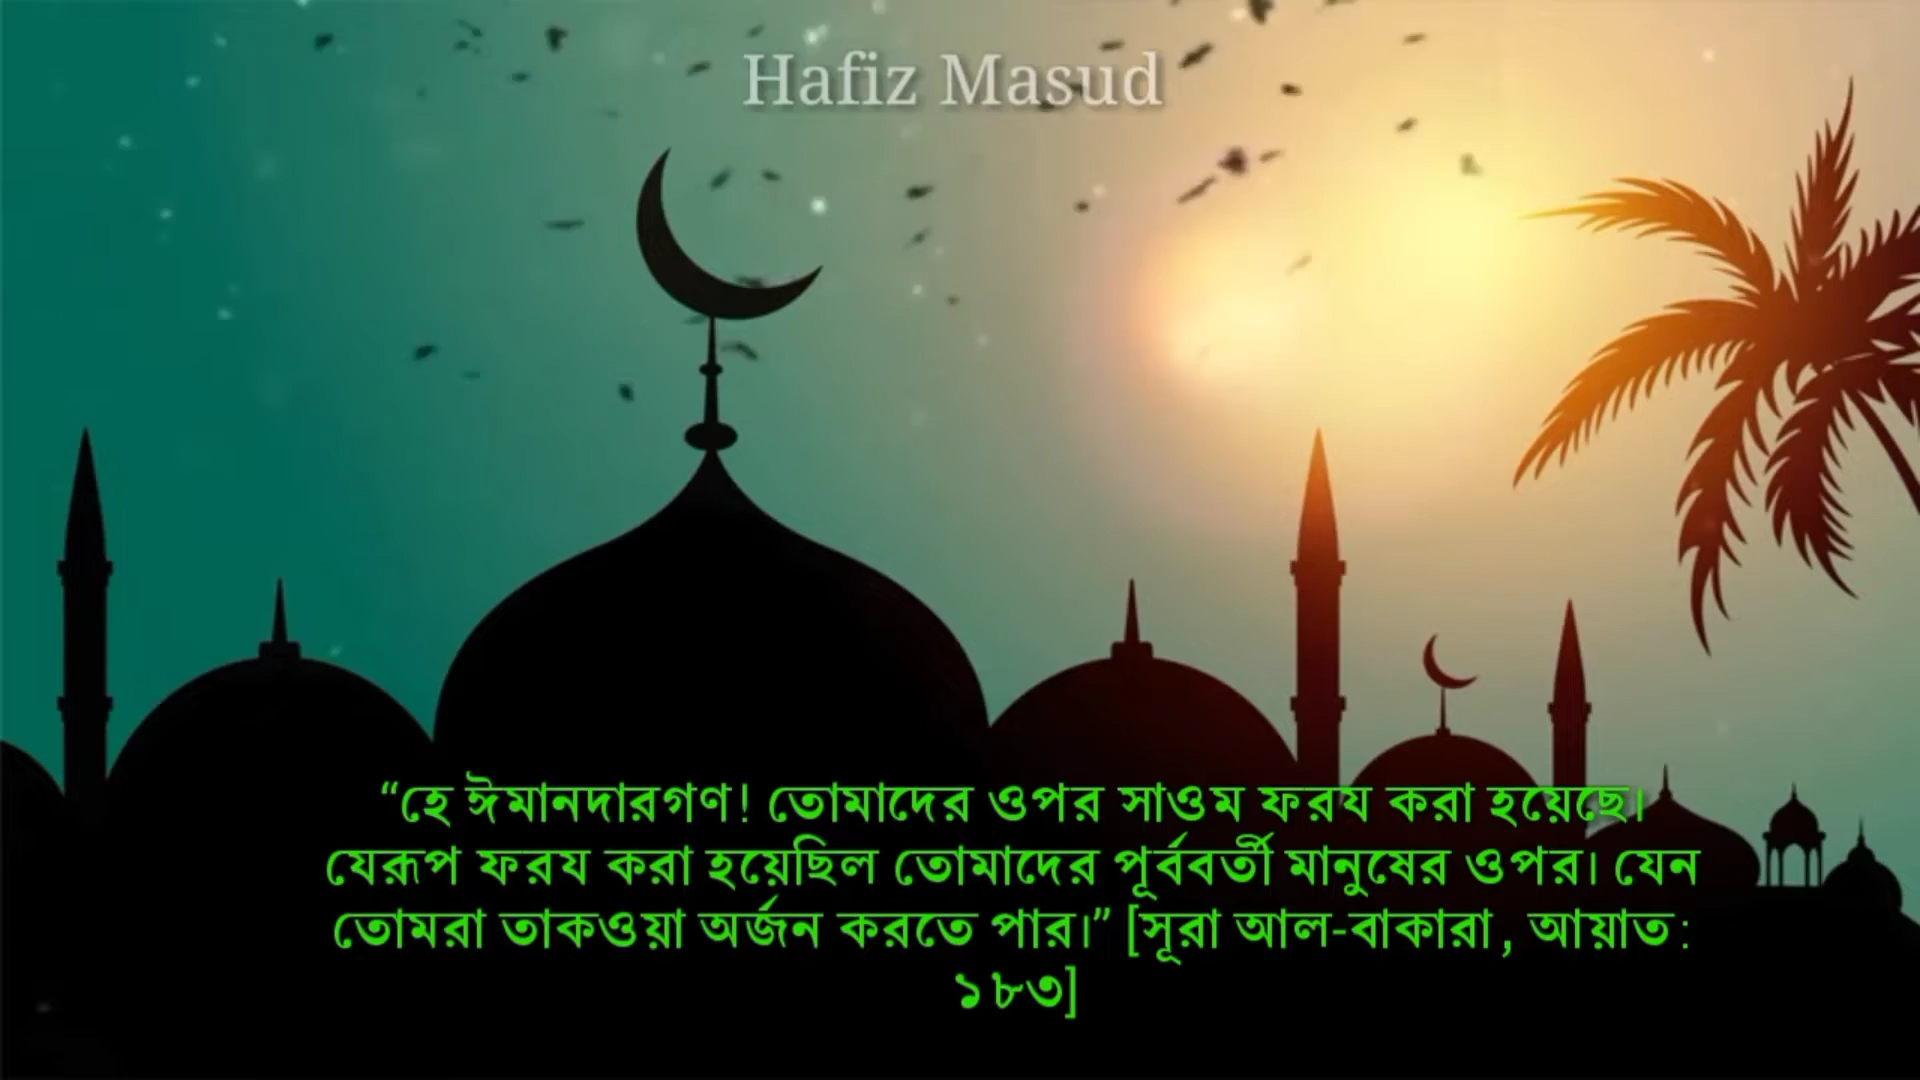 Hafiz Masud
“হে ঈমানদারগণ! তোমাদের ওপর সাওম ফরয করা হয়েছে।
যেরূপ ফরয করা হয়েছিল তোমাদের পূর্ববর্তী মানুষের ওপর। যেন
তোমরা তাকওয়া অর্জন করতে পার।” [সূরা আল-বাকারা, আয়াত:
১৮৩]